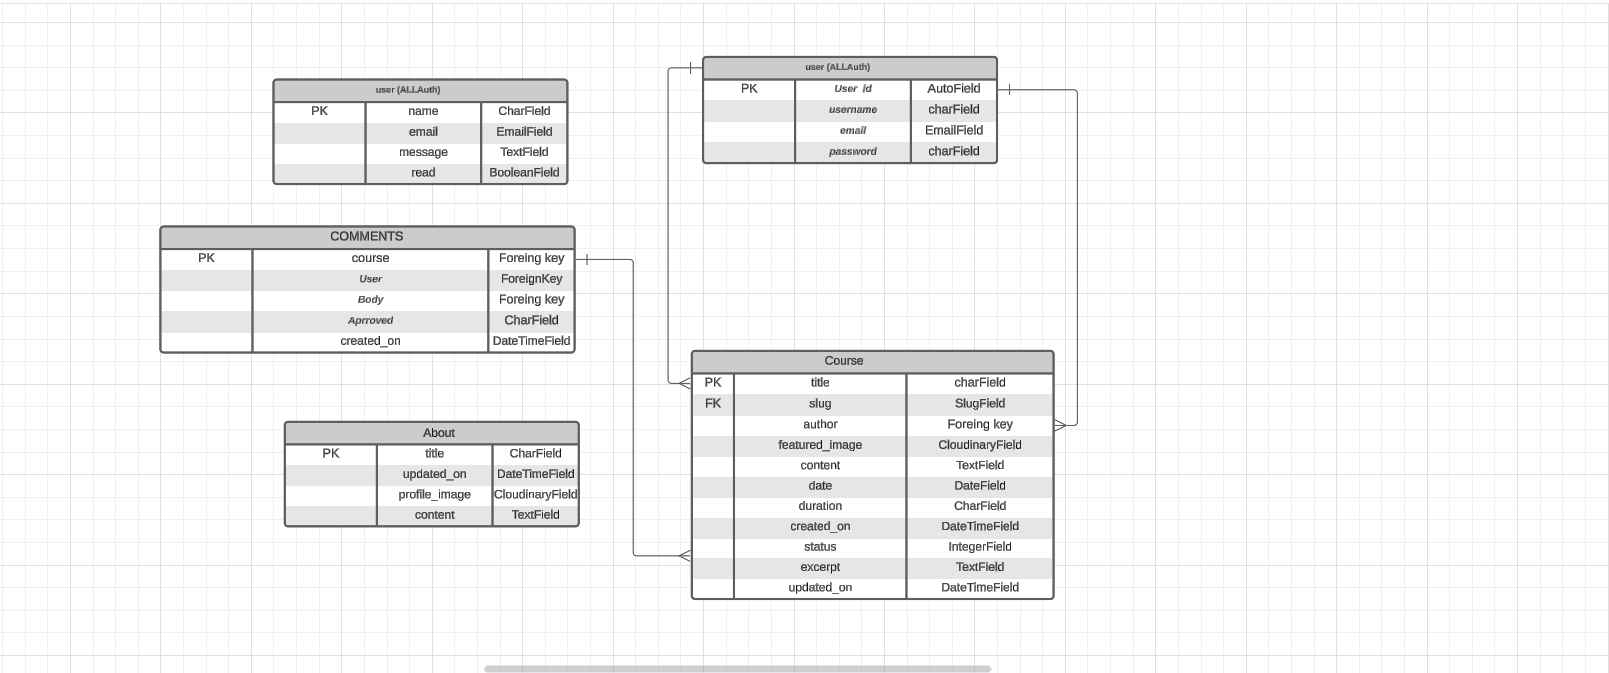 user (ALLAuth)
PK name CharField
email EmailField
message TextField
read BooleanField
user (ALLAuth)
PK User_id AutoField
username charField
email EmailField
password charField
COMMENTS
PK course Foreing key
User ForeignKey
Body Foreing key
Aprroved CharField
created_on DateTimeField
About
PK title CharField
updated_on DateTimeField
profile_image CloudinaryField
content TextField
Course
PK title charField
FK slug SlugField
author Foreing key
featured_image CloudinaryField
content TextField
date DateField
duration CharField
created_on DateTimeField
status IntegerField
excerpt TextField
updated_on DateTimeField